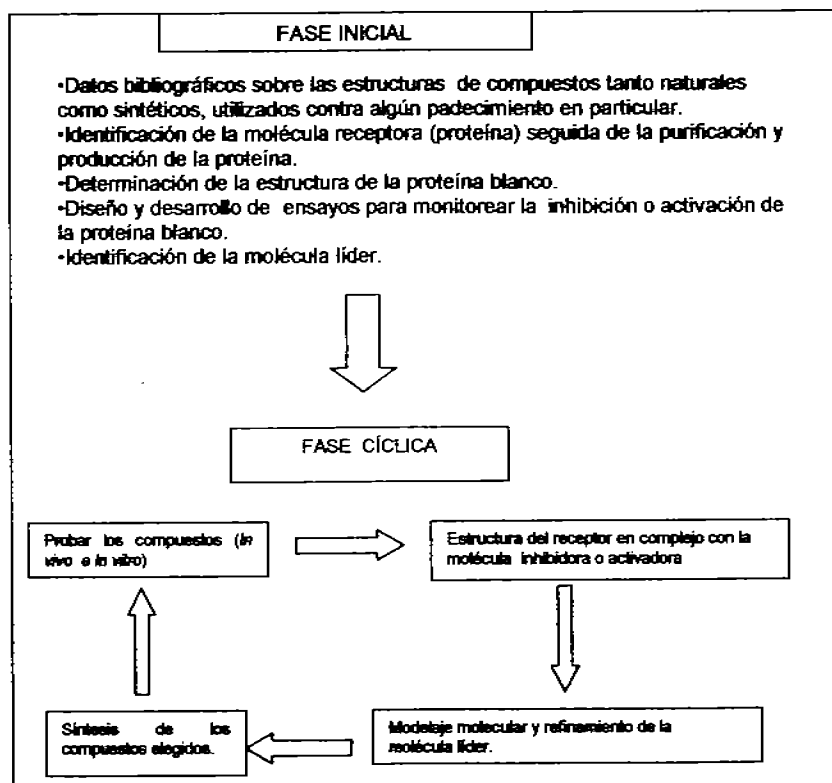 FASE INICIAL
•Datos bibliográficos sobre las estructuras de compuestos tanto naturales
como sintéticos, utilizados contra algún padecimiento en particular.
•Identificación de la molécula receptora (proteína) seguida de la purificación y
producción de la proteína.
•Determinación de la estructura de la proteína blanco.
•Diseño y desarrollo de ensayos para monitorear la inhibición o activación de
la proteína blanco.
•Identificación de la molécula líder.
FASE CÍCLICA
Probar los compuestos (In
vivo e In vitro)
Estructura del receptor en complejo con la
molécula inhibidora o activadora
Síntesis de los
compuestos elegidos.
Modelaje molecular y refinamiento de la
molécula líder.